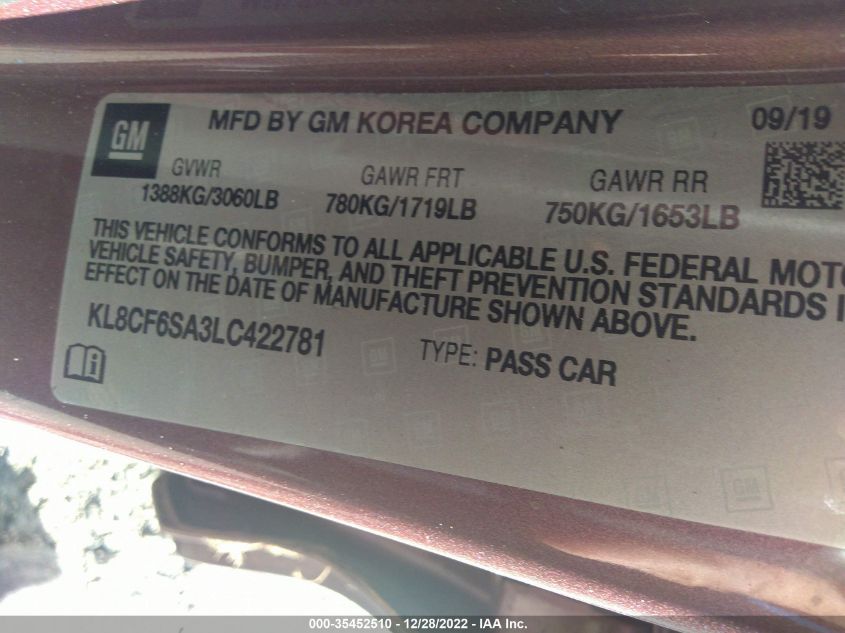 GM
MFD BY GM KOREA COMPANY
09/19
GVWR
GAWR FRT
GAWR RR
1388KG/3060LB
780KG/1719LB
750KG/1653LB
THIS VEHICLE CONFORMS TO ALL APPLICABLE U.S. FEDERAL
VEHICLE SAFETY, BUMPER, AND THEFT PREVENTION STANDARDS
EFFECT ON THE DATE OF MANUFACTURE SHOWN ABOVE.
KL8CF6SA3LC422781
TYPE: PASS CAR
000-35452510 - 12/28/2022 - IAA Inc.